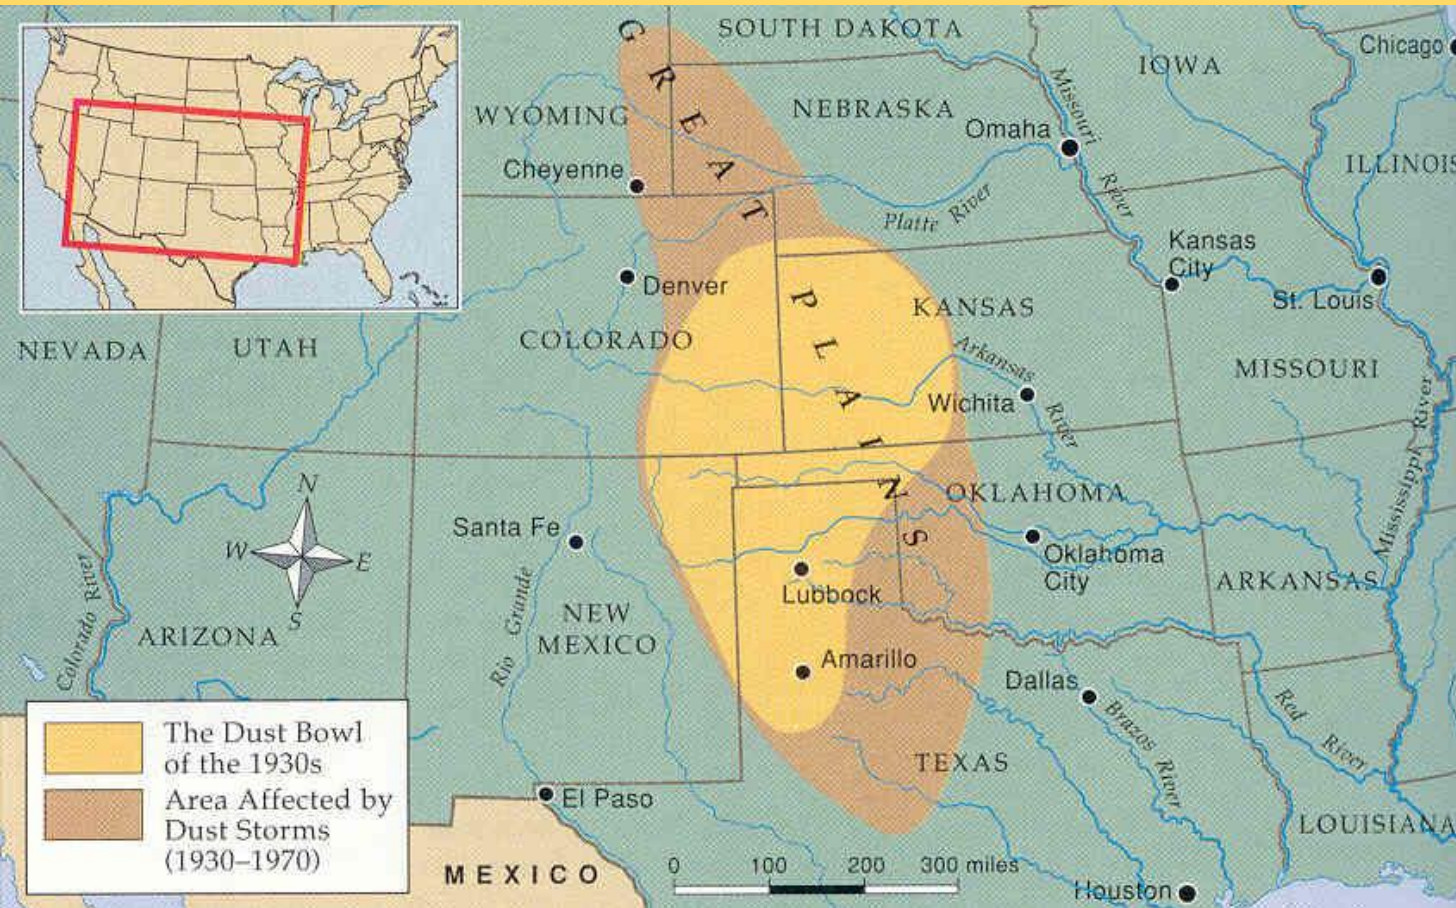 SOUTH DAKOTA
IOWA
Chicago
GREAT PLAINS
WYOMING
NEBRASKA
Missouri River
Omaha
ILLINOIS
Cheyenne
Platte River
Kansas
City
Denver
St. Louis
KANSAS
NEVADA
UTAH
COLORADO
Arkansas River
MISSOURI
Wichita
Mississippi River
N
W
E
S
OKLAHOMA
Santa Fe
Oklahoma
City
Lubbock
ARKANSAS
Colorado River
ARIZONA
Rio Grande
NEW
MEXICO
Amarillo
Dallas
Brazos River
Red River
TEXAS
El Paso
LOUISIANA
MEXICO
0 100 200 300 miles
Houston
The Dust Bowl
of the 1930s
Area Affected by
Dust Storms
(1930–1970)